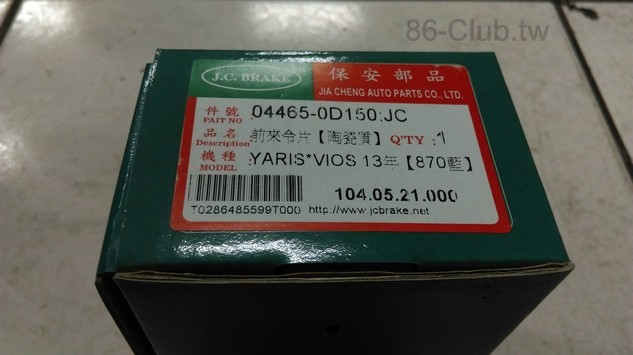 86-Club.tw
J.C. BRAKE
保安部品
JIA CHENG AUTO PARTS CO., LTD.
件號 04465-0D150:JC
PAIT NO
品名 前來令片【陶瓷質】 Q'TY : 1
Description
機種 YARIS*VIOS 13年【870藍】
MODEL
104.05.21.000
T0286485599T000 http://www.jcbrake.net